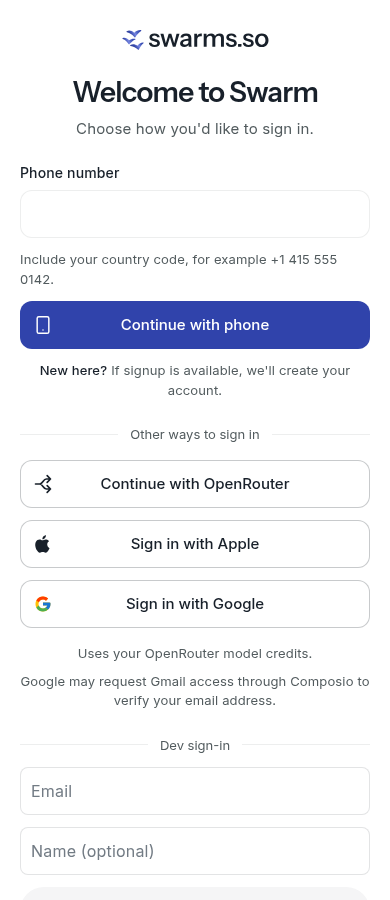 swarms.so
Welcome to Swarm
Choose how you'd like to sign in.
Phone number
Include your country code, for example +1 415 555
0142.
Continue with phone
New here? If signup is available, we'll create your
account.
Other ways to sign in
Continue with OpenRouter
Sign in with Apple
Sign in with Google
Uses your OpenRouter model credits.
Google may request Gmail access through Composio to
verify your email address.
Dev sign-in
Email
Name (optional)